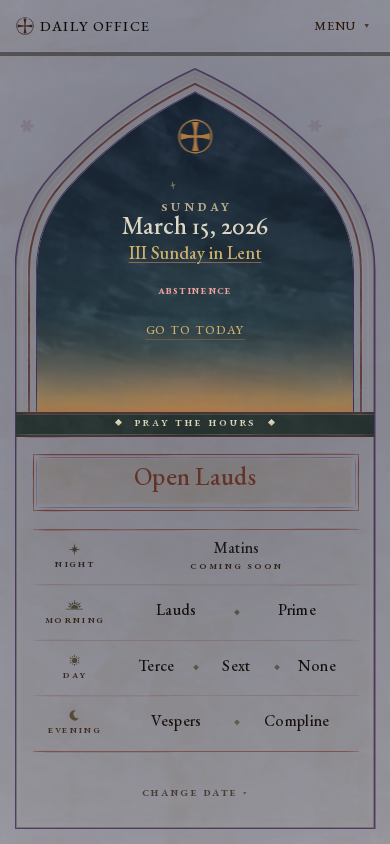 DAILY OFFICE
MENU
SUNDAY
March 15, 2026
III Sunday in Lent
ABSTINENCE
GO TO TODAY
PRAY THE HOURS
Open Lauds
NIGHT
Matins
COMING SOON
MORNING
Lauds
Prime
DAY
Terce
Sext
None
EVENING
Vespers
Compline
CHANGE DATE